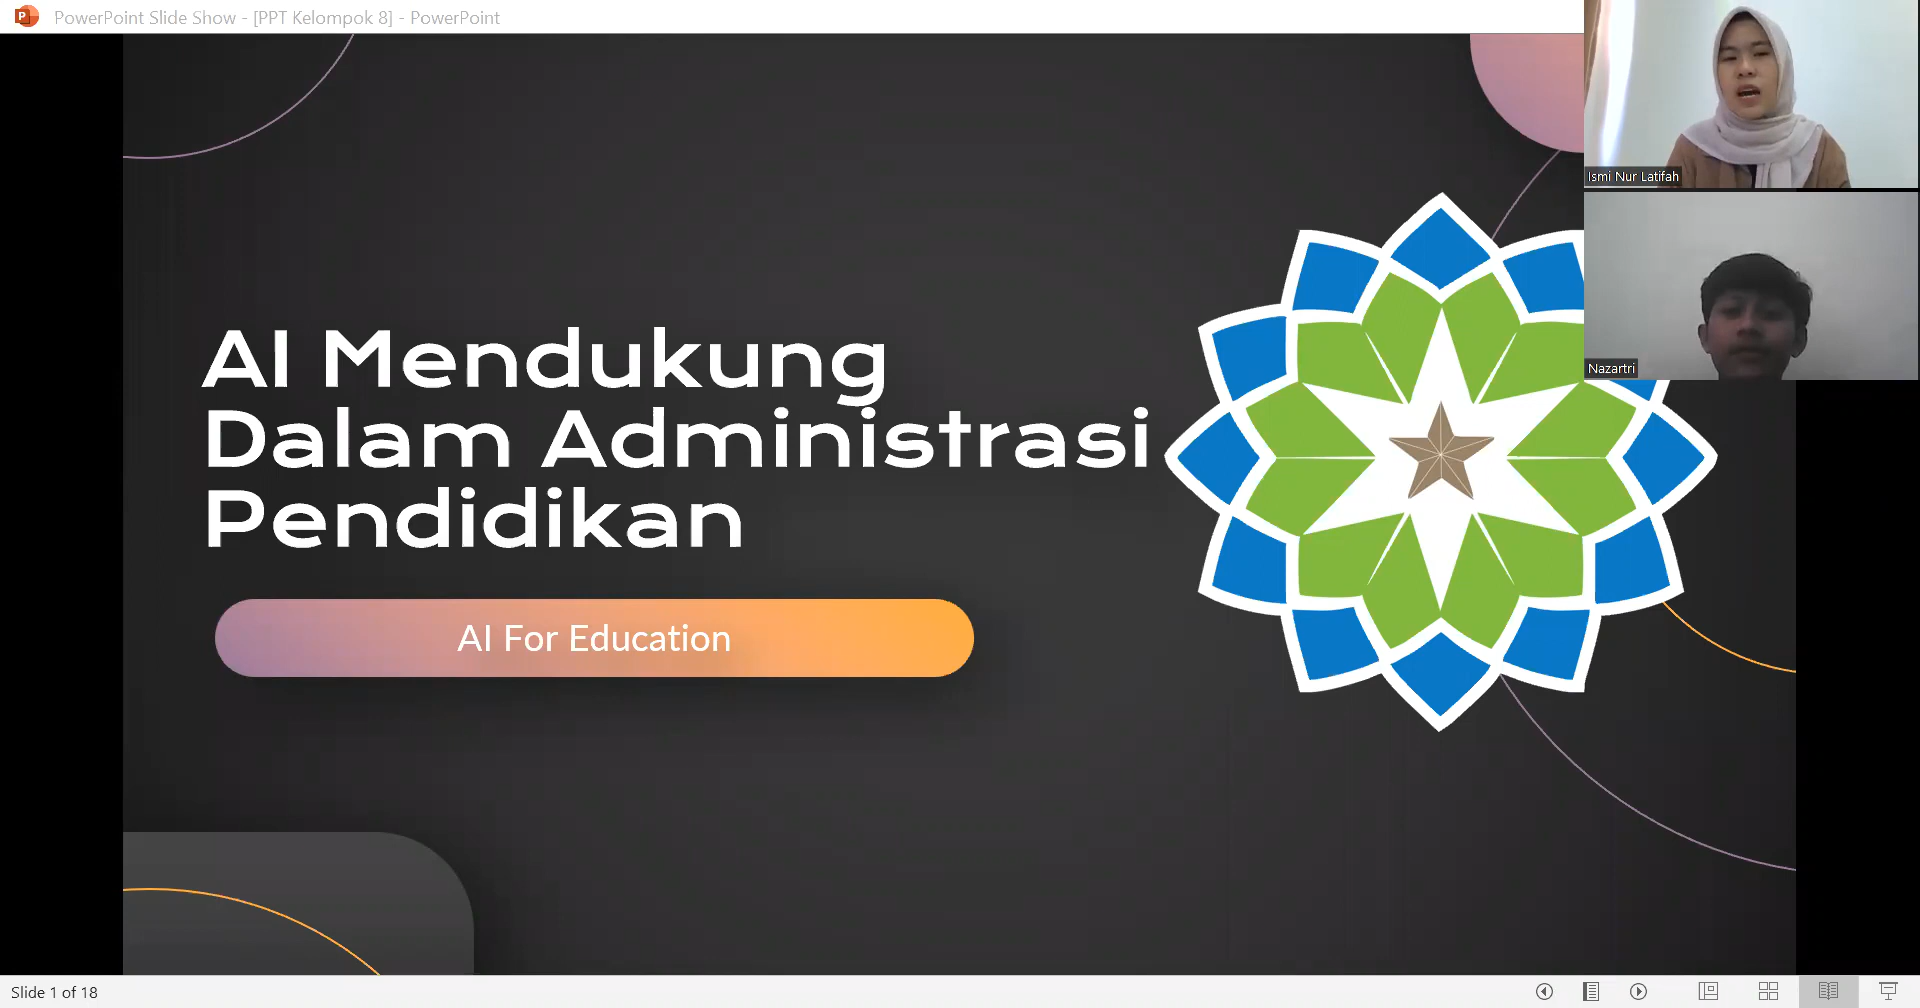 PowerPoint Slide Show - [PPT Kelompok 8] - PowerPoint
Ismi Nur Latifah
Nazartri
AI Mendukung
Dalam Administrasi
Pendidikan
AI For Education
Slide 1 of 18